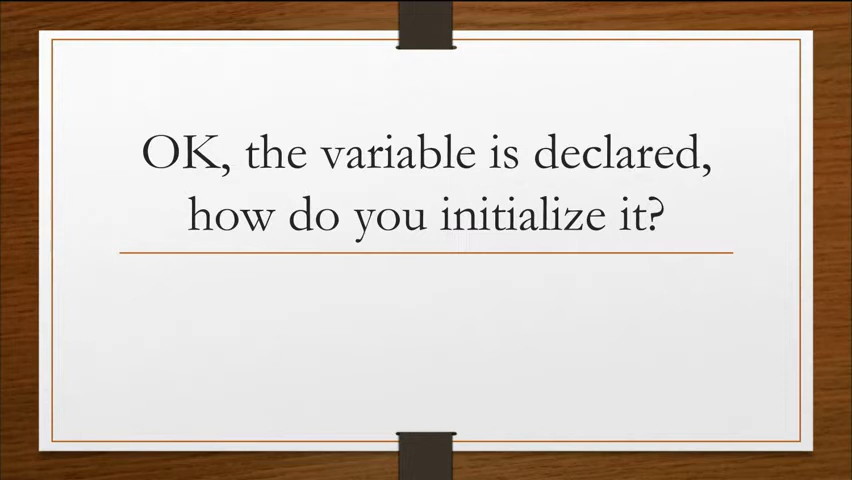 OK, the variable is declared,
how do you initialize it?